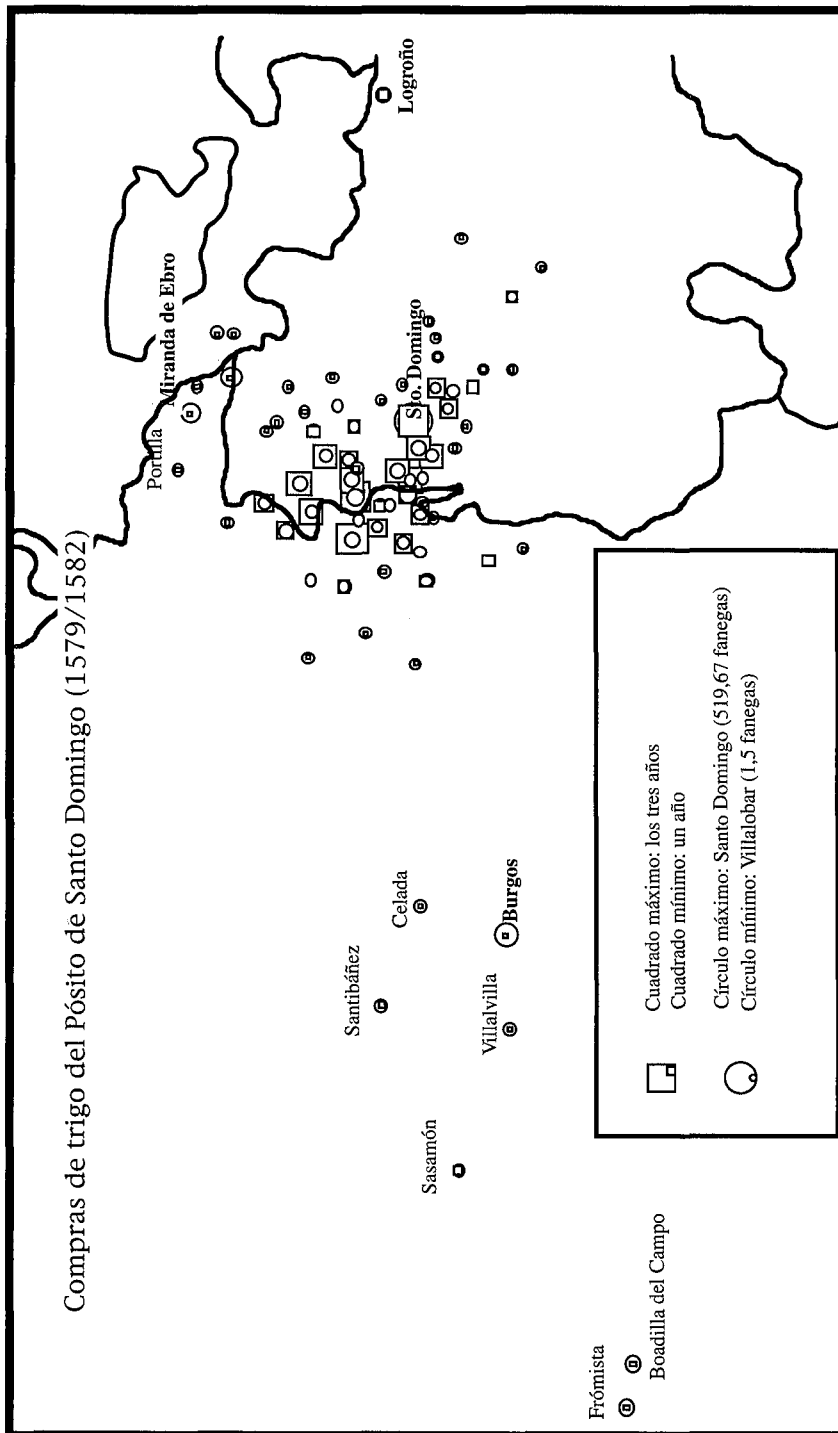 Compras de trigo del Pósito de Santo Domingo (1579/1582)
Portilla
Miranda de Ebro
Logroño
Sto. Domingo
Santibáñez
Celada
Burgos
Villalvilla
Sasamón
Frómista
Boadilla del Campo
Cuadrado máximo: los tres años
Cuadrado mínimo: un año
Círculo máximo: Santo Domingo (519,67 fanegas)
Círculo mínimo: Villalobar (1,5 fanegas)